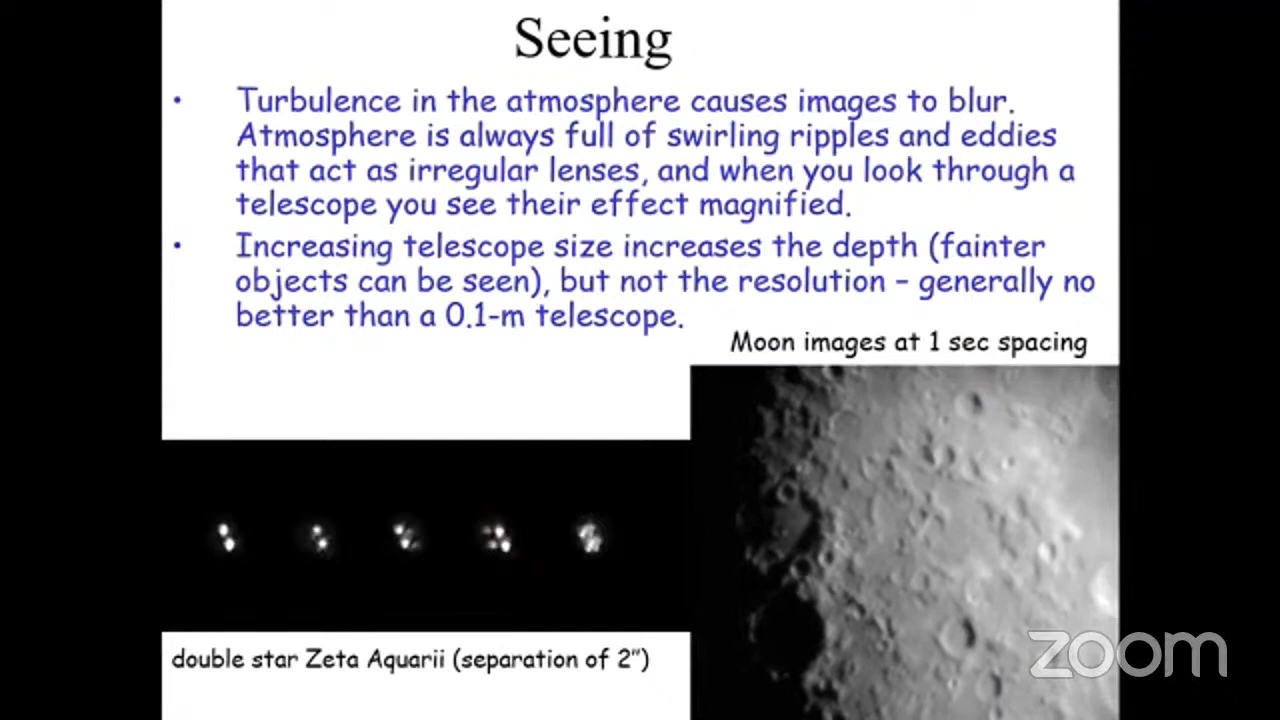 Seeing
• Turbulence in the atmosphere causes images to blur.
Atmosphere is always full of swirling ripples and eddies
that act as irregular lenses, and when you look through a
telescope you see their effect magnified.
• Increasing telescope size increases the depth (fainter
objects can be seen), but not the resolution – generally no
better than a 0.1-m telescope.
Moon images at 1 sec spacing
double star Zeta Aquarii (separation of 2″)
zoom